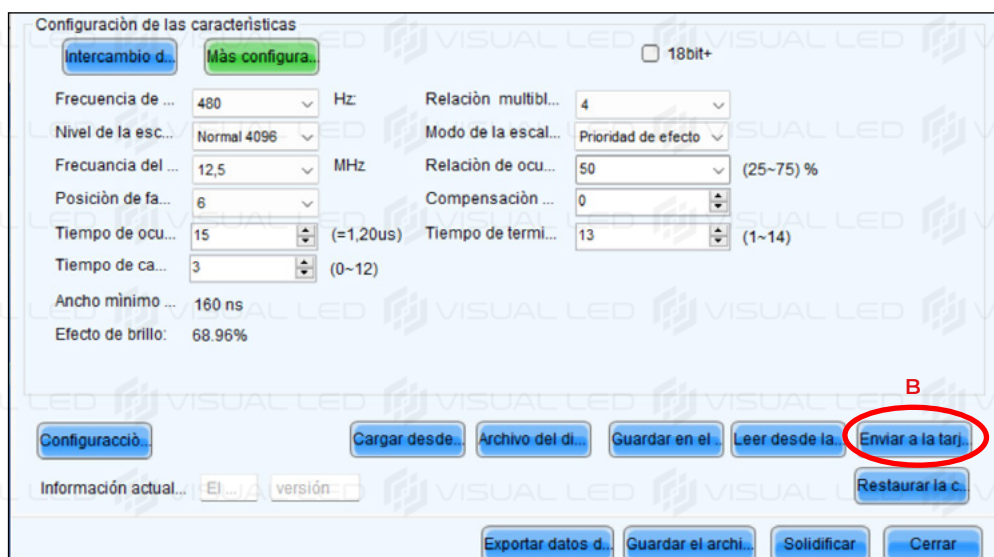 Configuraciòn de las caracterìsticas
Intercambio d...
Màs configura...
18bit+
Frecuencia de ... 480 Hz:
Relaciòn multibl... 4
Nivel de la esc... Normal 4096
Modo de la escal... Prioridad de efecto
Frecuancia del ... 12,5 MHz
Relaciòn de ocu... 50 (25~75) %
Posiciòn de fa... 6
Compensaciòn ... 0
Tiempo de ocu... 15 (=1,20us)
Tiempo de termi... 13 (1~14)
Tiempo de ca... 3 (0~12)
Ancho mìnimo ... 160 ns
Efecto de brillo: 68.96%
B
Configuracciò...
Cargar desde...
Archivo del di...
Guardar en el ...
Leer desde la...
Enviar a la tarj...
Información actual... El ... versión
Restaurar la c...
Exportar datos d...
Guardar el archi...
Solidificar
Cerrar
VISUAL LED